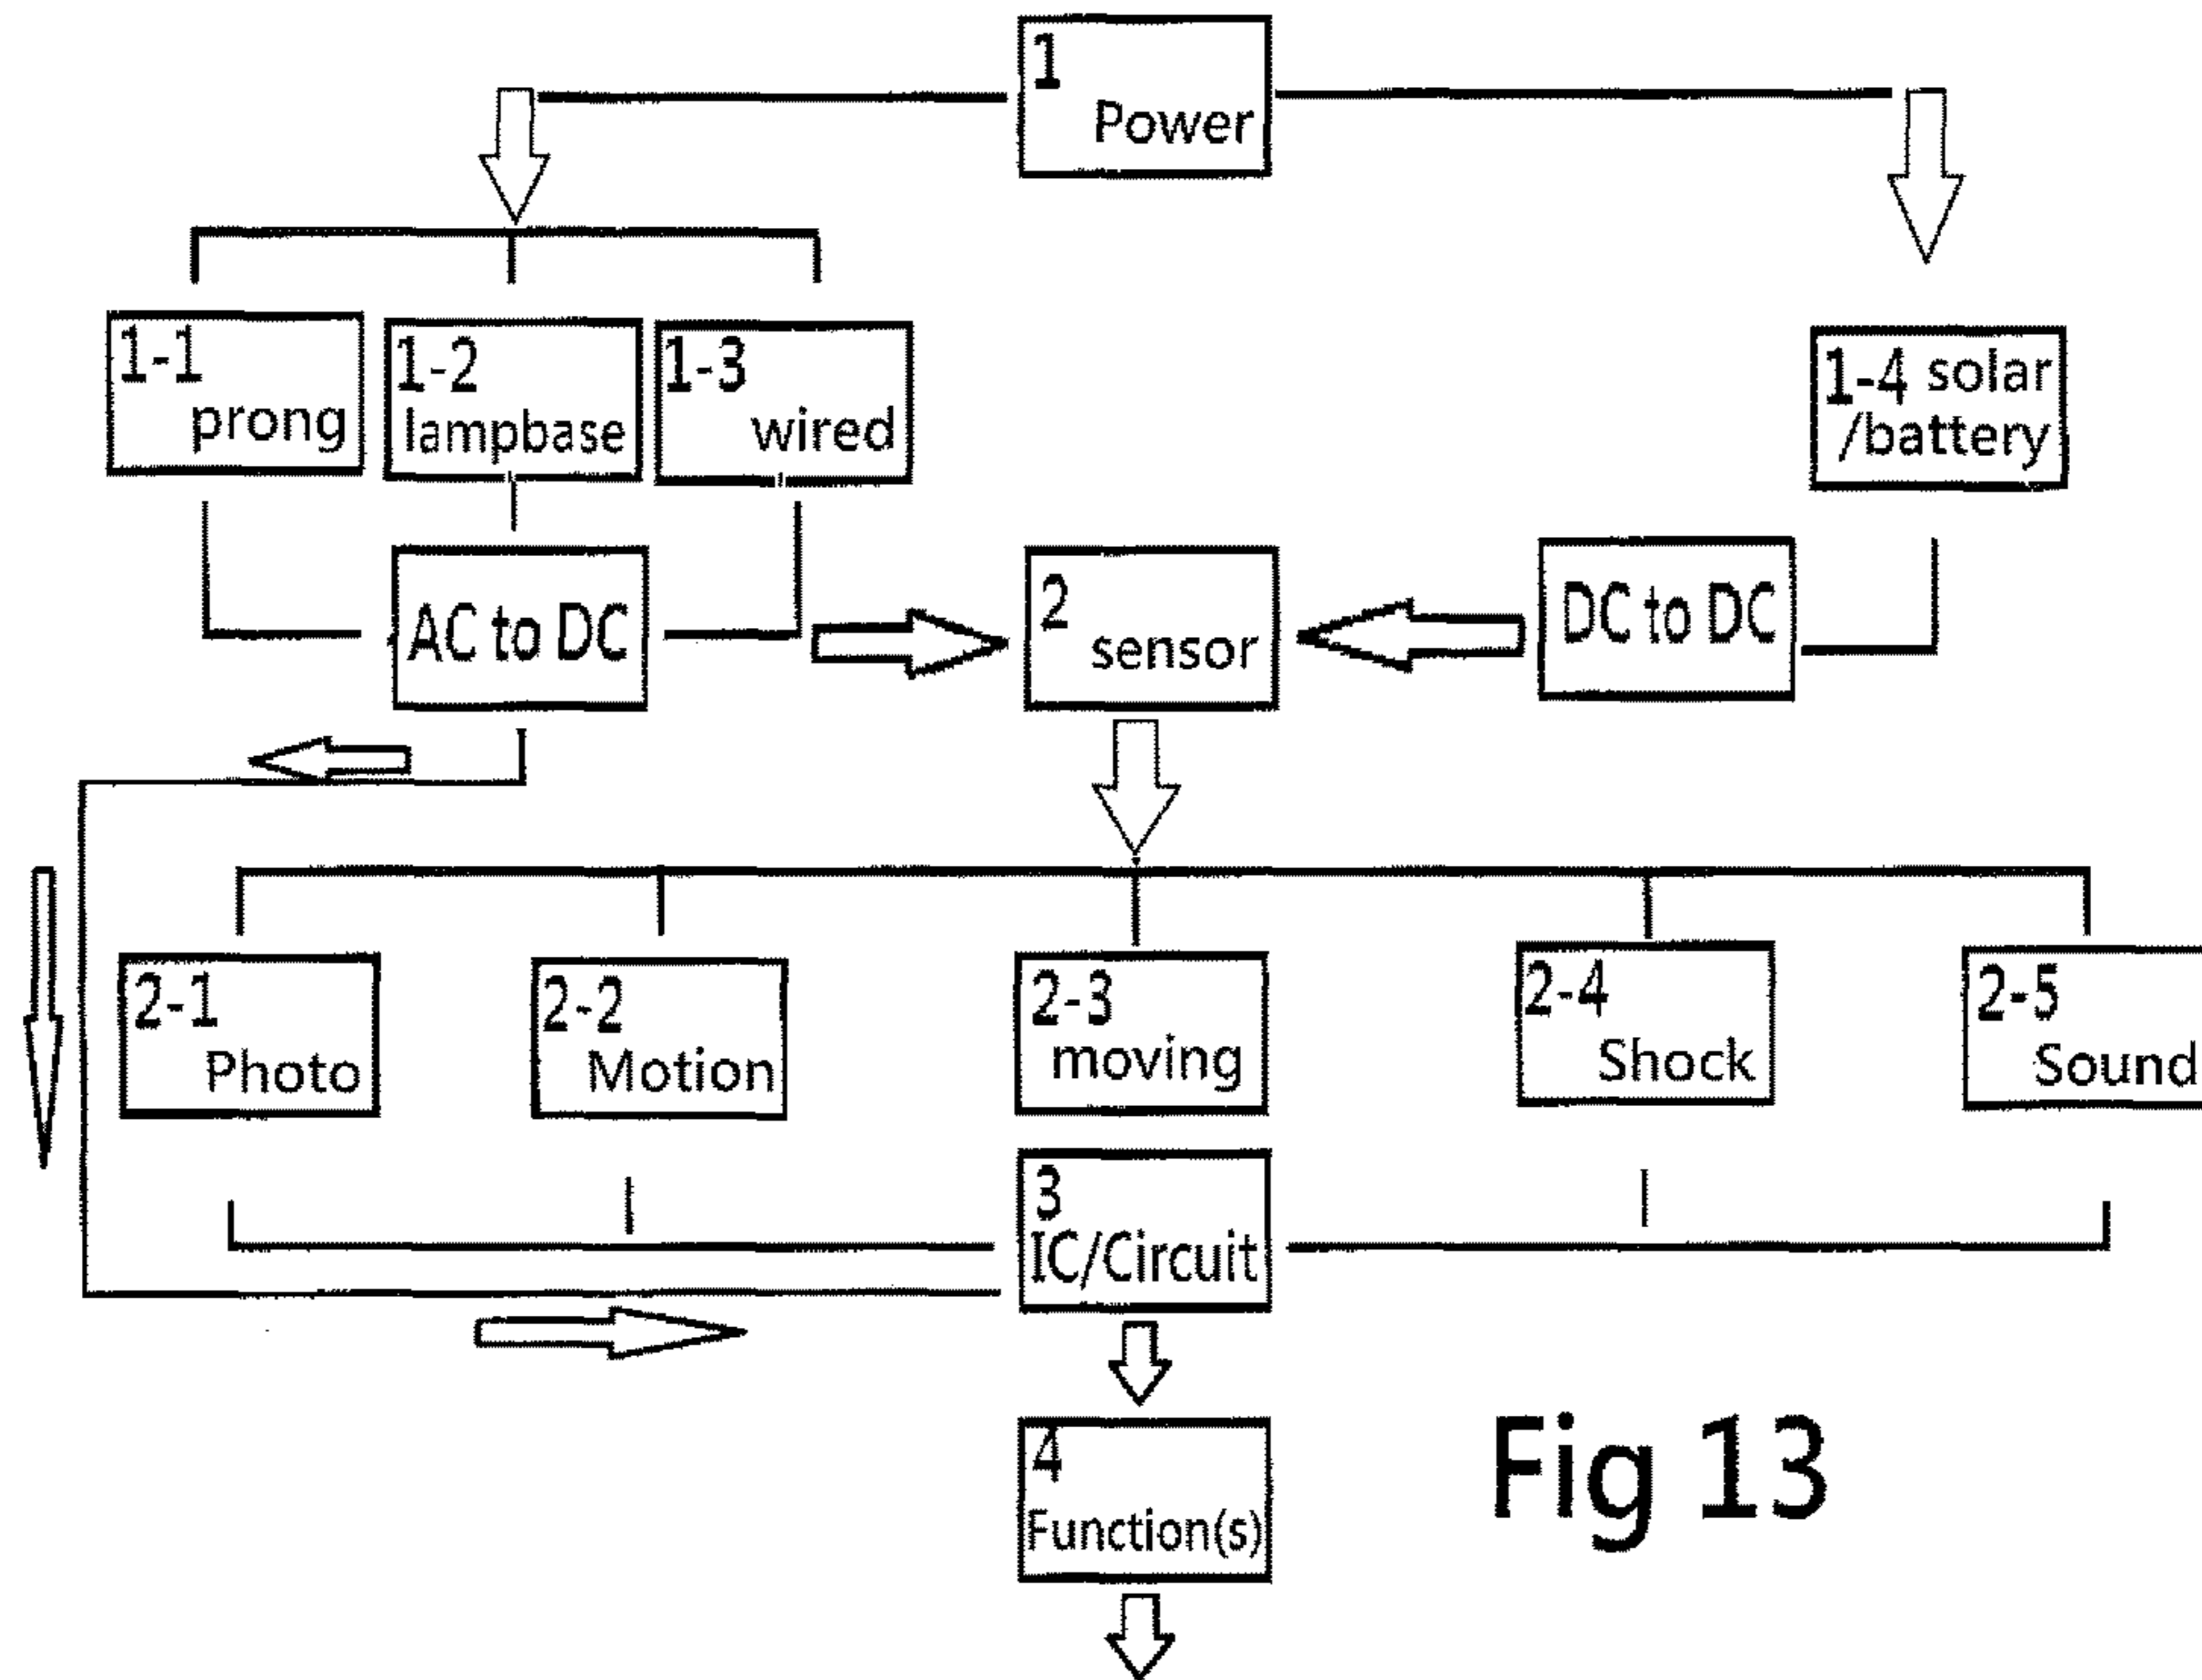 1
Power
1-1
prong
1-2
lampbase
1-3
wired
1-4 solar
/battery
AC to DC
2
sensor
DC to DC
2-1
Photo
2-2
Motion
2-3
moving
2-4
Shock
2-5
Sound
3
IC/Circuit
4
Function(s)
Fig 13